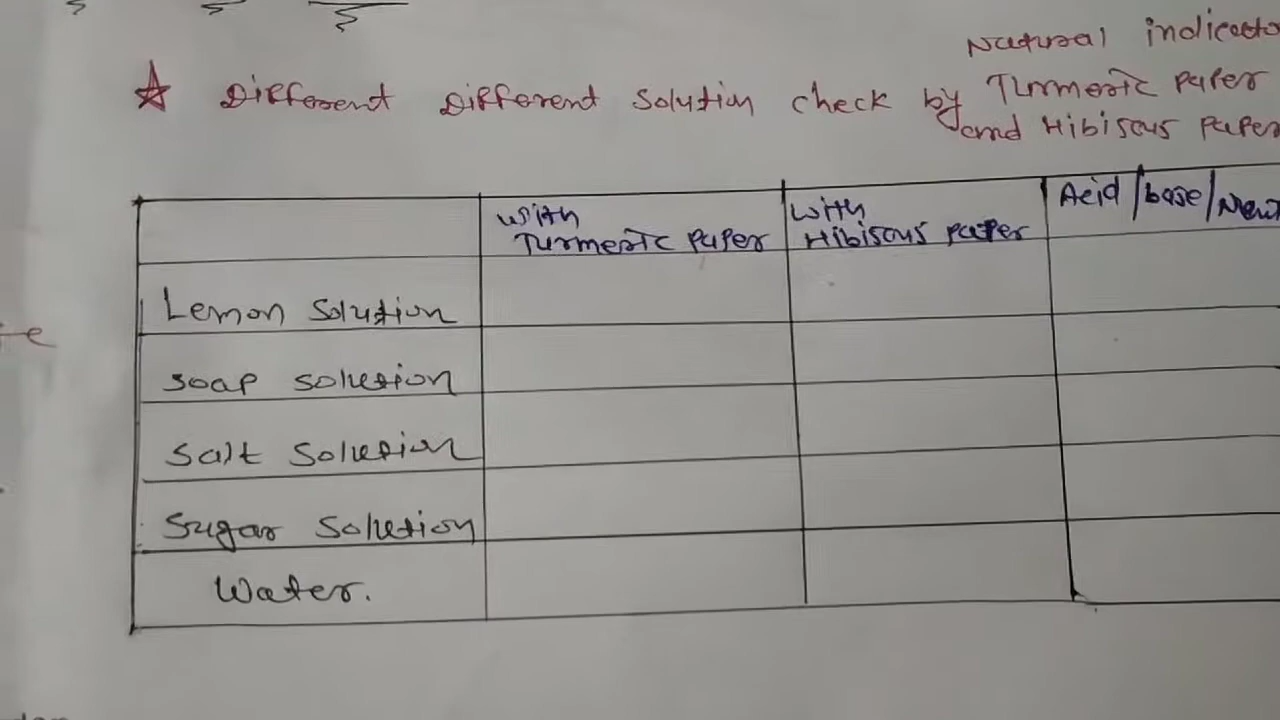 Natural indicato
☆ Different Different Solution check by Turmeric Paper
and Hibiscus Paper
With Turmeric Paper
With Hibiscus Paper
Acid / base /
Lemon Solution
Soap Solution
Salt Solution
Sugar Solution
Water.